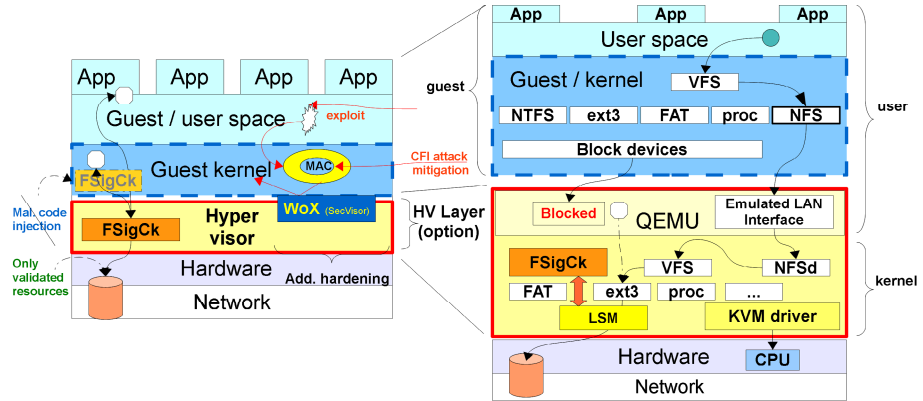 App
App
App
App
Guest / user space
exploit
Guest kernel
MAC
CFI attack
mitigation
FSigCk
Mal. code
injection
WoX (SecVisor)
FSigCk
Hyper
visor
HV Layer
(option)
Only
validated
resources
Hardware
Add. hardening
Network
App
App
App
User space
guest
Guest / kernel
VFS
NTFS
ext3
FAT
proc
NFS
user
Block devices
Blocked
QEMU
Emulated LAN
Interface
FSigCk
VFS
NFSd
kernel
FAT
ext3
proc
...
LSM
KVM driver
Hardware
CPU
Network